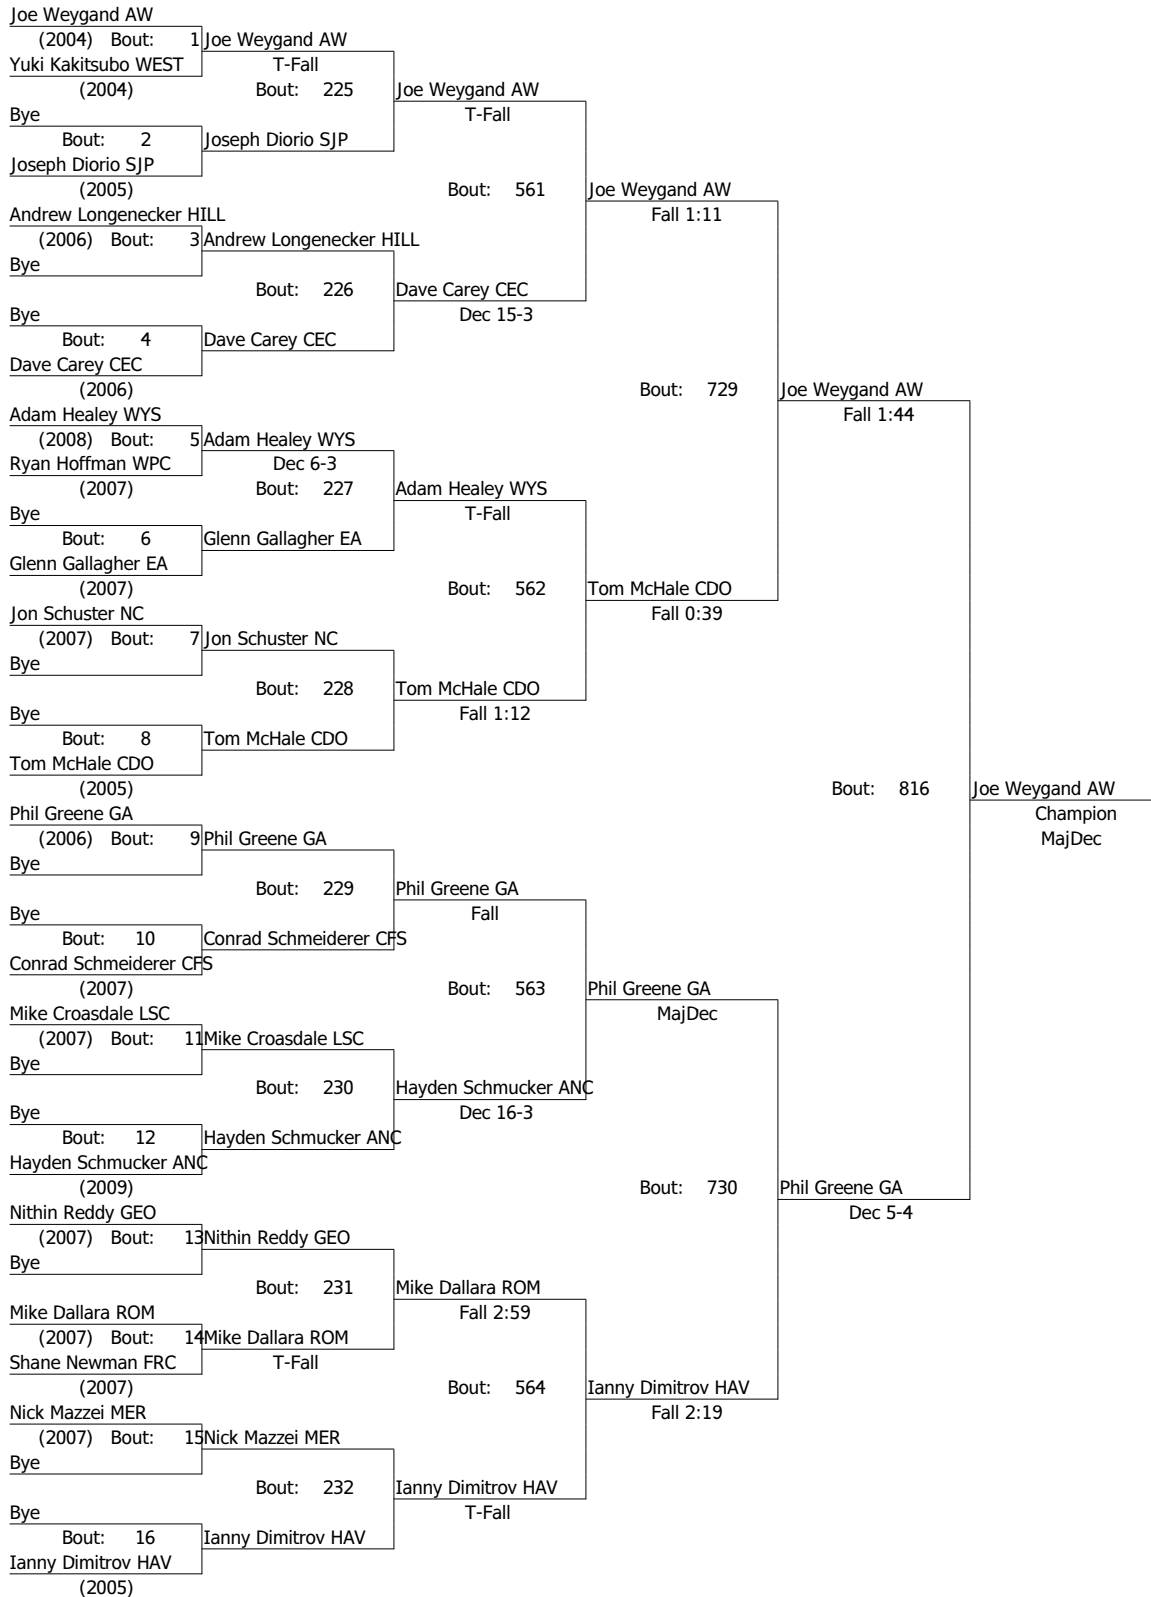 Joe Weygand AW
(2004) Bout: 1 Joe Weygand AW
Yuki Kakitsubo WEST T-Fall
(2004) Bout: 225 Joe Weygand AW
Bye T-Fall
Bout: 2 Joseph Diorio SJP
Joseph Diorio SJP
(2005) Bout: 561 Joe Weygand AW
Andrew Longenecker HILL Fall 1:11
(2006) Bout: 3 Andrew Longenecker HILL
Bye
Bout: 226 Dave Carey CEC
Bye Dec 15-3
Bout: 4 Dave Carey CEC
Dave Carey CEC
(2006) Bout: 729 Joe Weygand AW
Adam Healey WYS Fall 1:44
(2008) Bout: 5 Adam Healey WYS
Ryan Hoffman WPC Dec 6-3
(2007) Bout: 227 Adam Healey WYS
Bye T-Fall
Bout: 6 Glenn Gallagher EA
Glenn Gallagher EA
(2007) Bout: 562 Tom McHale CDO
Jon Schuster NC Fall 0:39
(2007) Bout: 7 Jon Schuster NC
Bye
Bout: 228 Tom McHale CDO
Bye Fall 1:12
Bout: 8 Tom McHale CDO
Tom McHale CDO
(2005) Bout: 816 Joe Weygand AW
Phil Greene GA Champion
(2006) Bout: 9 Phil Greene GA MajDec
Bye
Bout: 229 Phil Greene GA
Bye Fall
Bout: 10 Conrad Schmeiderer CFS
Conrad Schmeiderer CFS
(2007) Bout: 563 Phil Greene GA
Mike Croasdale LSC MajDec
(2007) Bout: 11 Mike Croasdale LSC
Bye
Bout: 230 Hayden Schmucker ANC
Bye Dec 16-3
Bout: 12 Hayden Schmucker ANC
Hayden Schmucker ANC
(2009) Bout: 730 Phil Greene GA
Nithin Reddy GEO Dec 5-4
(2007) Bout: 13 Nithin Reddy GEO
Bye
Bout: 231 Mike Dallara ROM
Mike Dallara ROM Fall 2:59
(2007) Bout: 14 Mike Dallara ROM
Shane Newman FRC T-Fall
(2007) Bout: 564 Ianny Dimitrov HAV
Nick Mazzei MER Fall 2:19
(2007) Bout: 15 Nick Mazzei MER
Bye
Bout: 232 Ianny Dimitrov HAV
Bye T-Fall
Bout: 16 Ianny Dimitrov HAV
Ianny Dimitrov HAV
(2005)